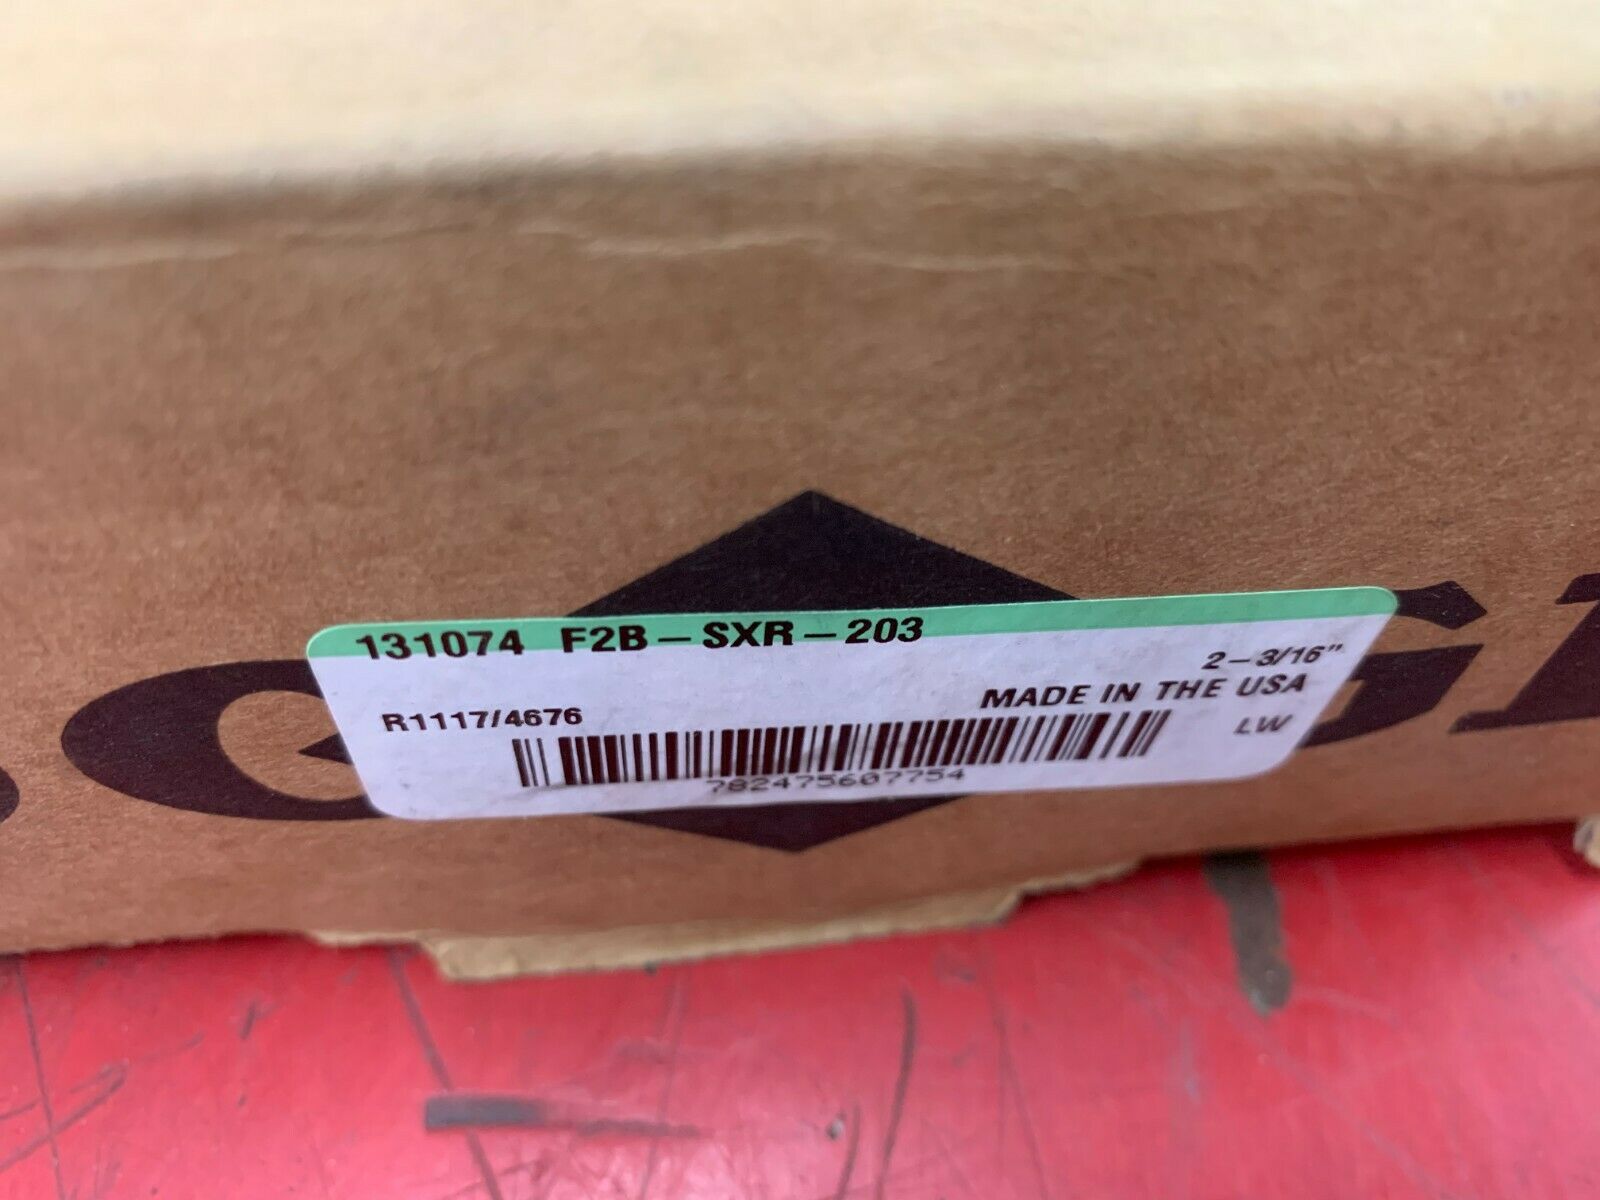 131074 F2B-SXR-203
2-3/16"
R1117/4676
MADE IN THE USA
LW
782475607754